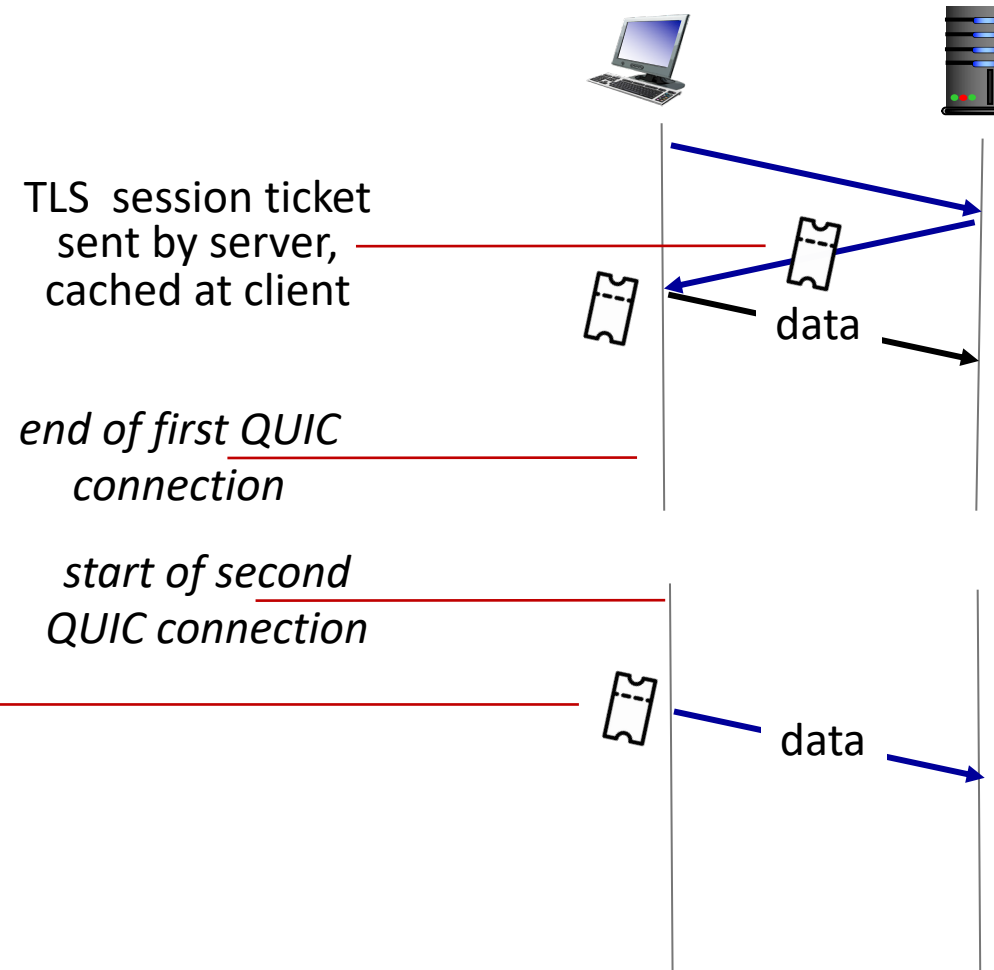 TLS session ticket
sent by server,
cached at client
data
end of first QUIC
connection
start of second
QUIC connection
data